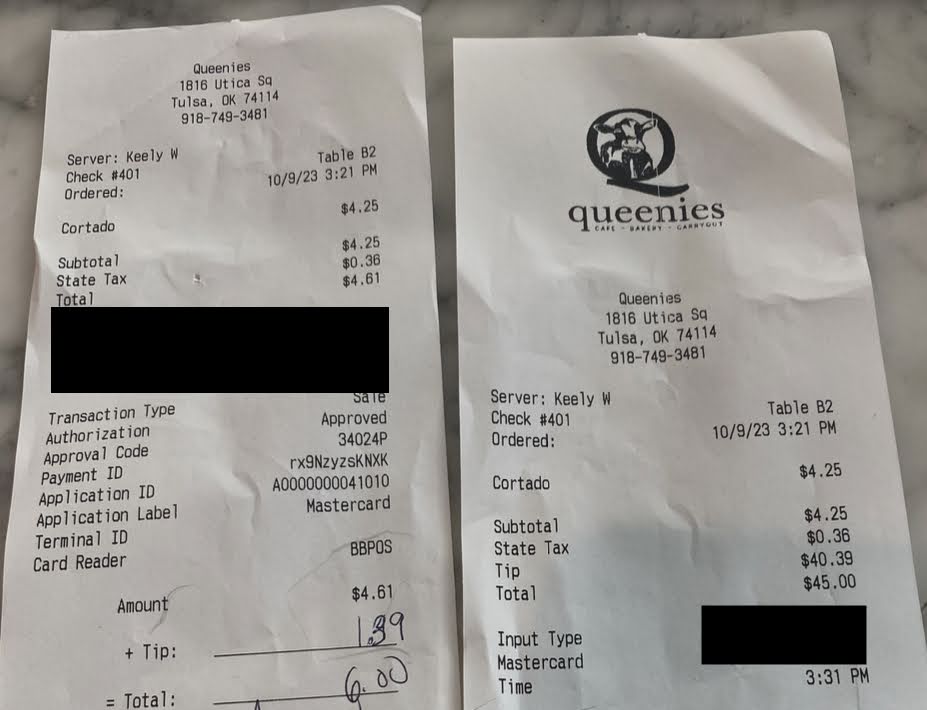 Queenies
1816 Utica Sq
Tulsa, OK 74114
918-749-3481
Server: Keely W
Check #401 Table B2
Ordered: 10/9/23 3:21 PM
Cortado $4.25
Subtotal $4.25
State Tax $0.36
Total $4.61
Transaction Type Sale
Authorization Approved
Approval Code 34024P
Payment ID rx9NzyzsKNXK
Application ID A0000000041010
Application Label Mastercard
Terminal ID
Card Reader BBPOS
Amount $4.61
+ Tip: 1.39
= Total: 6.00
queenies
CAFE - BAKERY - CARRYOUT
Queenies
1816 Utica Sq
Tulsa, OK 74114
918-749-3481
Server: Keely W
Check #401 Table B2
Ordered: 10/9/23 3:21 PM
Cortado $4.25
Subtotal $4.25
State Tax $0.36
Tip $40.39
Total $45.00
Input Type
Mastercard
Time 3:31 PM